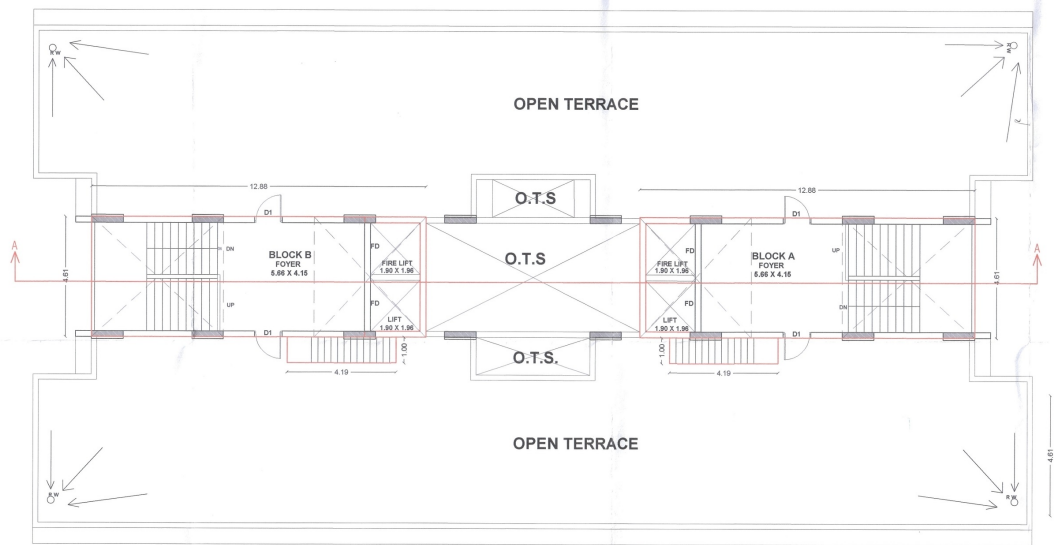 R W
R W
OPEN TERRACE
12.88
12.88
O.T.S
D1
D1
A
4.61
DN
UP
BLOCK B
FOYER
5.66 X 4.15
FD
FIRE LIFT
1.90 X 1.96
FD
LIFT
1.90 X 1.96
O.T.S
FD
FIRE LIFT
1.90 X 1.96
FD
LIFT
1.90 X 1.96
BLOCK A
FOYER
5.66 X 4.15
UP
DN
4.61
A
D1
D1
1.00
4.19
O.T.S.
1.00
4.19
OPEN TERRACE
4.61
R W
R W